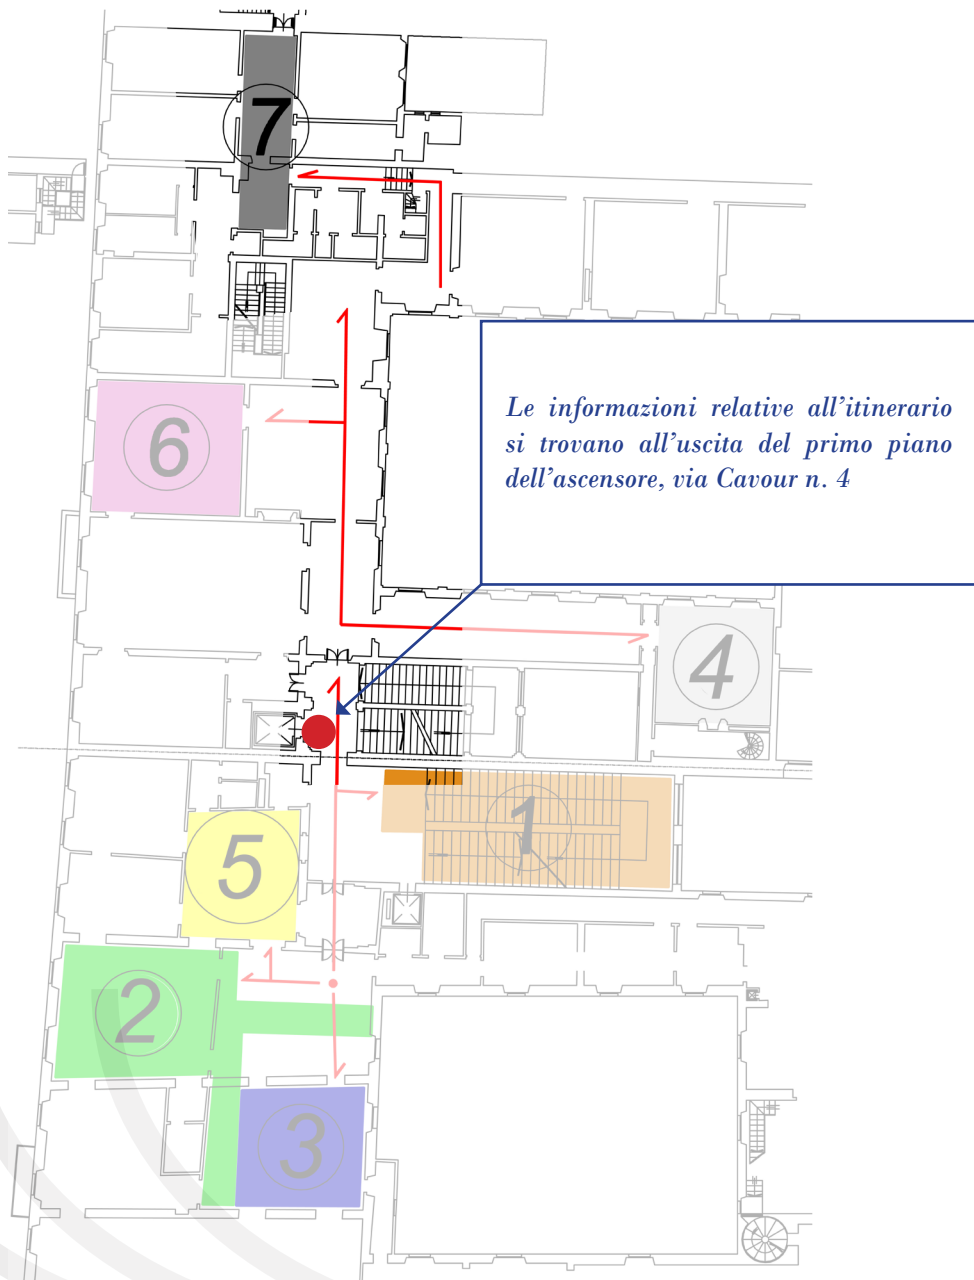 7
6
Le informazioni relative all'itinerario
si trovano all'uscita del primo piano
dell'ascensore, via Cavour n. 4
4
1
5
2
3